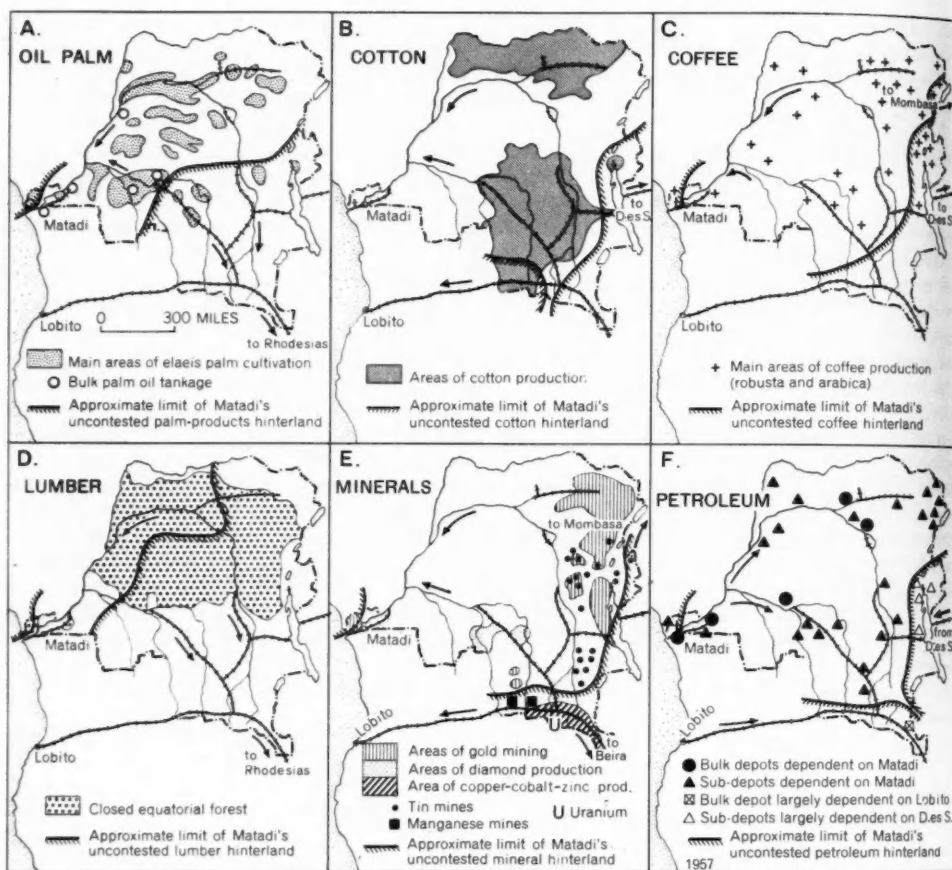 A.
OIL PALM
Matadi
Lobito
0 300 MILES
to Rhodesias
Main areas of elaeis palm cultivation
Bulk palm oil tankage
Approximate limit of Matadi's
uncontested palm-products hinterland
B.
COTTON
Matadi
to
D.esS.
Lobito
Areas of cotton production
Approximate limit of Matadi's
uncontested cotton hinterland
C.
COFFEE
to
Mombasa
to
D.esS.
Matadi
Lobito
Main areas of coffee production
(robusta and arabica)
Approximate limit of Matadi's
uncontested coffee hinterland
D.
LUMBER
Matadi
Lobito
to
Rhodesias
Closed equatorial forest
Approximate limit of Matadi's
uncontested lumber hinterland
E.
MINERALS
to Mombasa
Matadi
Lobito
U
to
Beira
Areas of gold mining
Areas of diamond production
Area of copper-cobalt-zinc prod.
Tin mines
U Uranium
Manganese mines
Approximate limit of Matadi's
uncontested mineral hinterland
F.
PETROLEUM
Matadi
from
D.esS.
Lobito
Bulk depots dependent on Matadi
Sub-depots dependent on Matadi
Bulk depot largely dependent on Lobito
Sub-depots largely dependent on D.esS.
Approximate limit of Matadi's
uncontested petroleum hinterland
1957